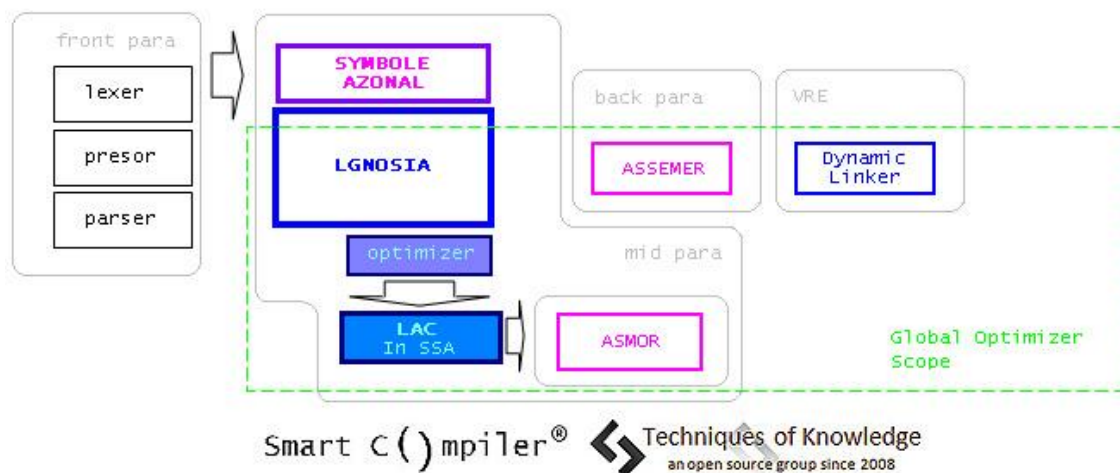 front para
lexer
presor
parser
SYMBOLE
AZONAL
LGNOSIA
optimizer
LAC
In SSA
mid para
ASMOR
back para
ASSEMER
VRE
Dynamic
Linker
Global Optimizer
Scope
Smart C()mpiler®
Techniques of Knowledge
an open source group since 2008